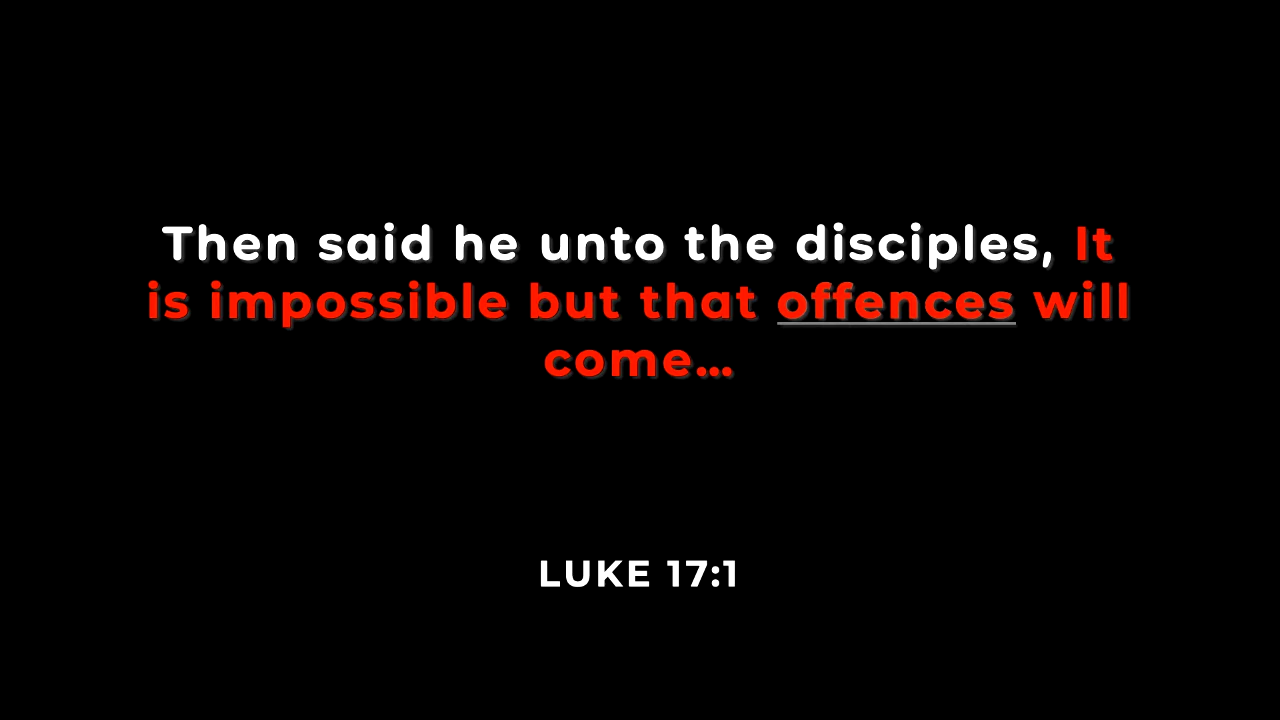 Then said he unto the disciples, It
is impossible but that offences will
come…
LUKE 17:1